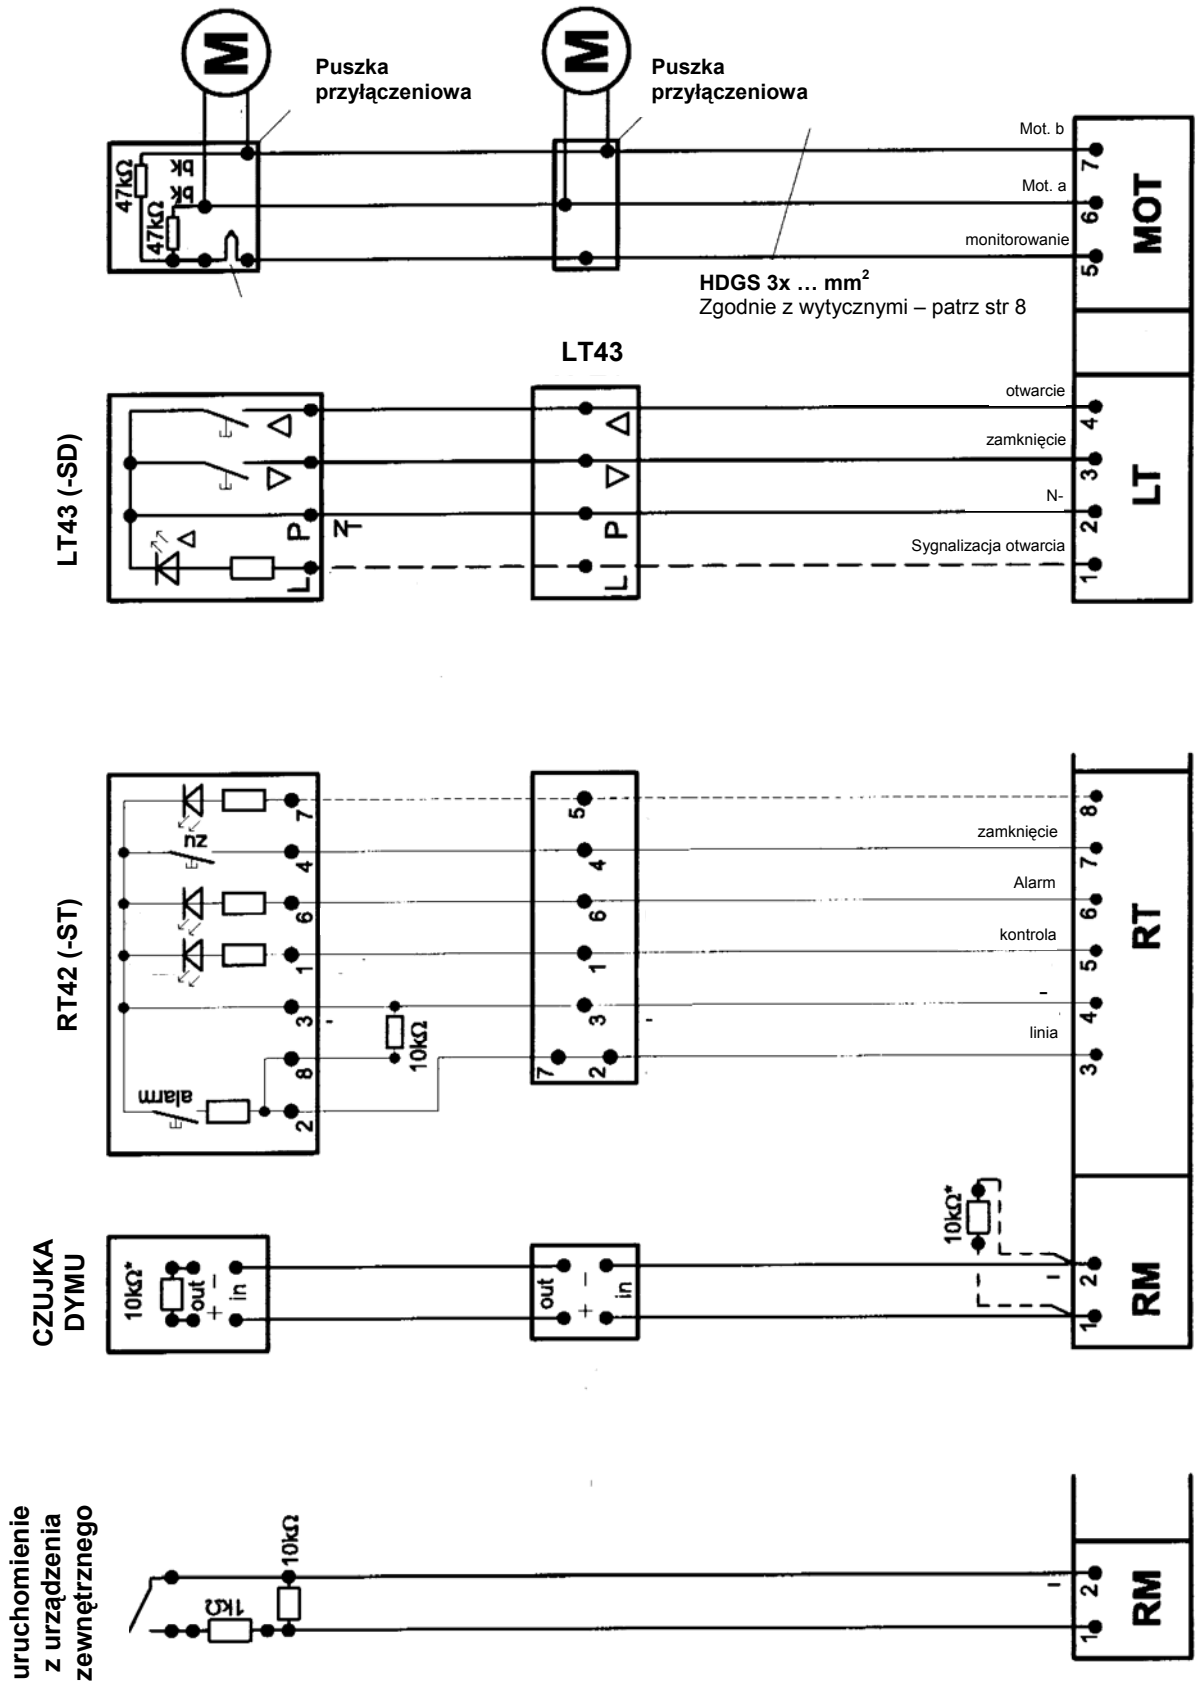 M
M
Puszka
przyłączeniowa
Puszka
przyłączeniowa
47kΩ
47kΩ
bk
bk
Mot. b
Mot. a
monitorowanie
7
6
5
MOT
HDGS 3x … mm²
Zgodnie z wytycznymi – patrz str 8
LT43 (-SD)
LT43
P
L
P
L
otwarcie
zamknięcie
N-
Sygnalizacja otwarcia
4
3
2
1
LT
RT42 (-ST)
zu
alarm
7
4
6
1
3
-
8
2
10kΩ
5
4
6
1
3
-
7
2
zamknięcie
Alarm
kontrola
-
linia
8
7
6
5
4
3
RT
CZUJKA
DYMU
10kΩ*
out
+ –
in
out
+ –
in
10kΩ*
–
2
1
RM
uruchomienie
z urządzenia
zewnętrznego
1kΩ
10kΩ
–
2
1
RM